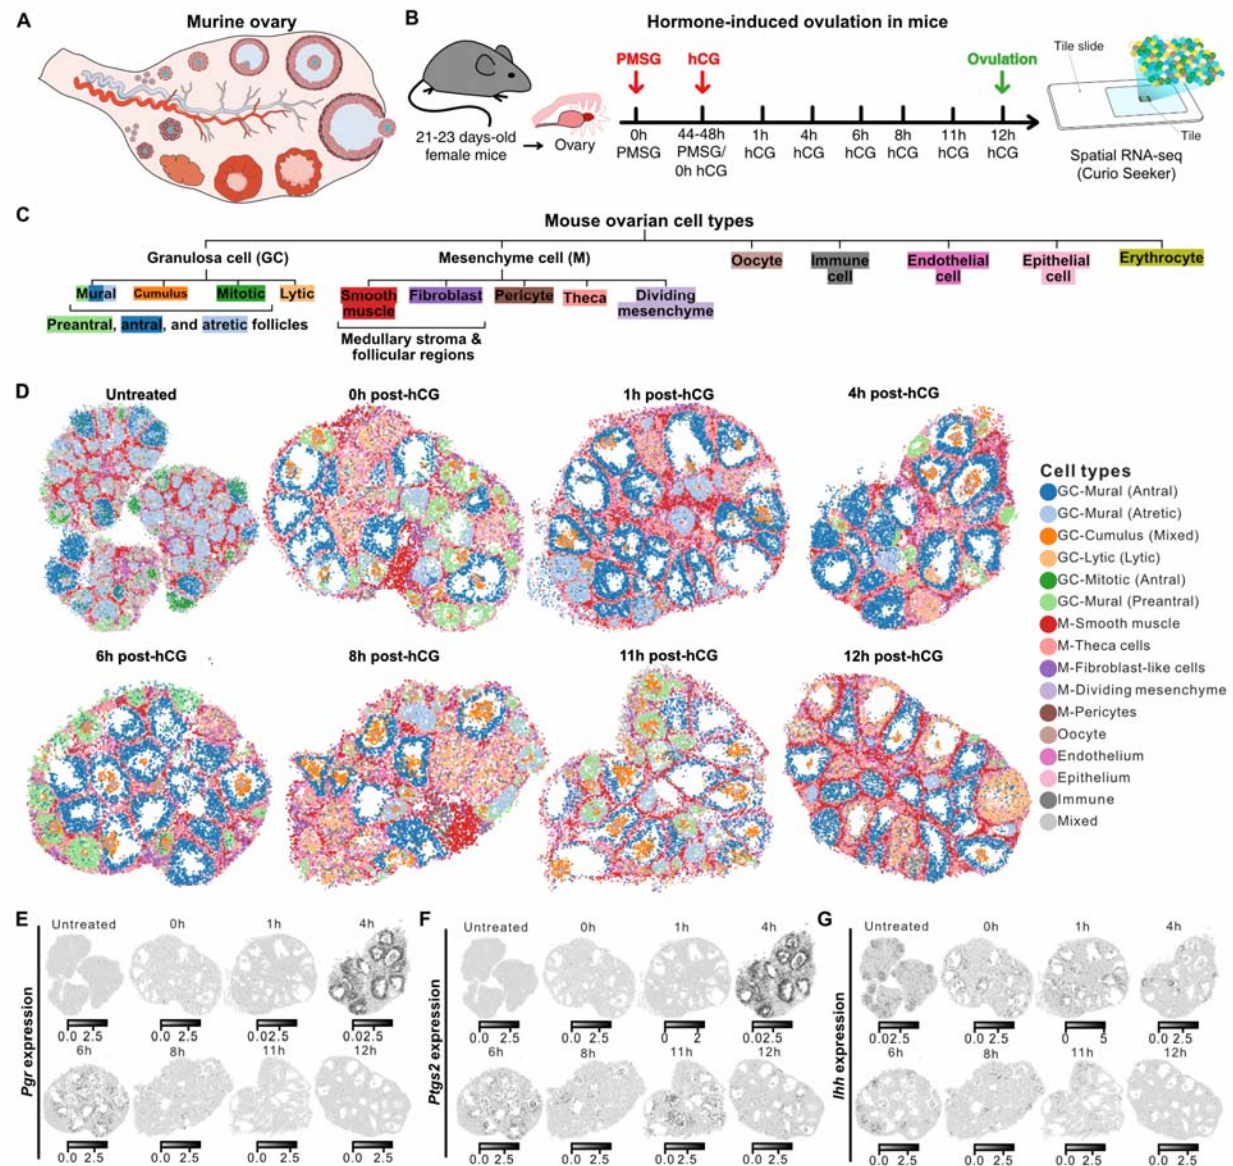 A
Murine ovary
B
Hormone-induced ovulation in mice
PMSG
hCG
Ovulation
Tile slide
21-23 days-old
female mice
Ovary
0h
PMSG
44-48h
PMSG/
0h hCG
1h
hCG
4h
hCG
6h
hCG
8h
hCG
11h
hCG
12h
hCG
Tile
Spatial RNA-seq
(Curio Seeker)
C
Mouse ovarian cell types
Granulosa cell (GC)
Mesenchyme cell (M)
Oocyte
Immune
cell
Endothelial
cell
Epithelial
cell
Erythrocyte
Mural
Cumulus
Mitotic
Lytic
Smooth
muscle
Fibroblast
Pericyte
Theca
Dividing
mesenchyme
Preantral, antral, and atretic follicles
Medullary stroma &
follicular regions
D
Untreated
0h post-hCG
1h post-hCG
4h post-hCG
6h post-hCG
8h post-hCG
11h post-hCG
12h post-hCG
Cell types
GC-Mural (Antral)
GC-Mural (Atretic)
GC-Cumulus (Mixed)
GC-Lytic (Lytic)
GC-Mitotic (Antral)
GC-Mural (Preantral)
M-Smooth muscle
M-Theca cells
M-Fibroblast-like cells
M-Dividing mesenchyme
M-Pericytes
Oocyte
Endothelium
Epithelium
Immune
Mixed
E
Pgr expression
Untreated 0h 1h 4h
0.0 2.5 0.0 2.5 0.02.5 0.02.5
6h 8h 11h 12h
0.0 2.5 0.0 2.5 0.0 2.5 0.0 2.5
F
Ptgs2 expression
Untreated 0h 1h 4h
0.0 2.5 0.0 2.5 0 2 0.02.5
6h 8h 11h 12h
0.0 2.5 0.0 2.5 0.0 2.5 0.0 2.5
G
Ihh expression
Untreated 0h 1h 4h
0.02.5 0.0 2.5 0 5 0.0 2.5
6h 8h 11h 12h
0.0 2.5 0.0 2.5 0.0 2.5 0.0 2.5